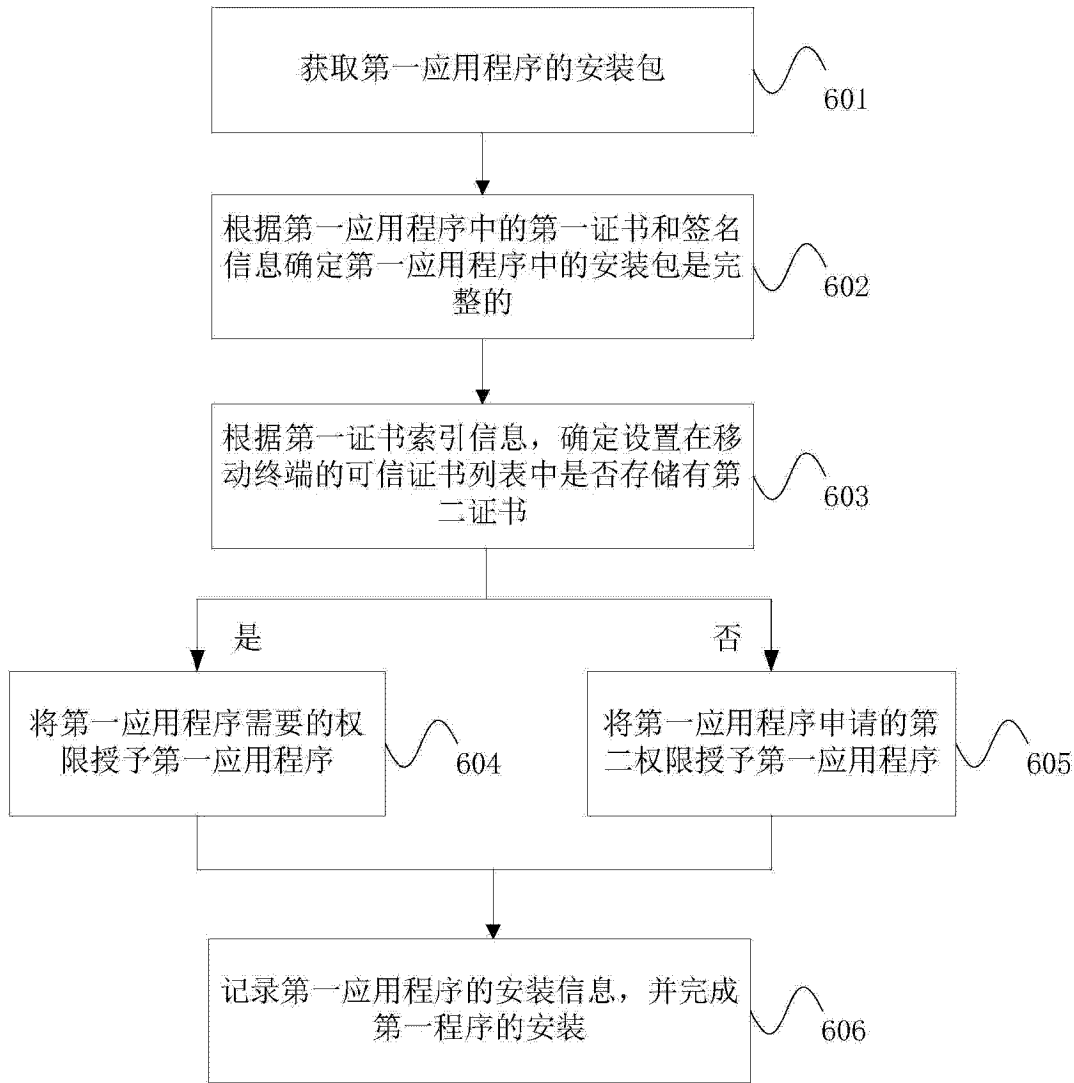 获取第一应用程序的安装包
601
根据第一应用程序中的第一证书和签名
信息确定第一应用程序中的安装包是完
整的
602
根据第一证书索引信息，确定设置在移
动终端的可信证书列表中是否存储有第
二证书
603
是
否
将第一应用程序需要的权
限授予第一应用程序
604
将第一应用程序申请的第
二权限授予第一应用程序
605
记录第一应用程序的安装信息，并完成
第一程序的安装
606